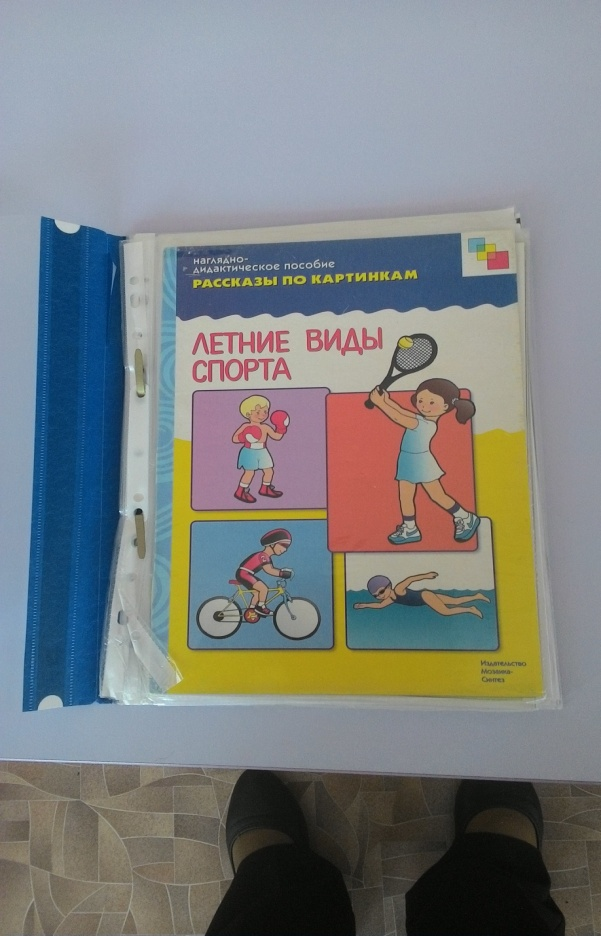 НАГЛЯДНО-
ДИДАКТИЧЕСКОЕ ПОСОБИЕ
РАССКАЗЫ ПО КАРТИНКАМ
ЛЕТНИЕ ВИДЫ
СПОРТА
Издательство
Мозаика-
Синтез